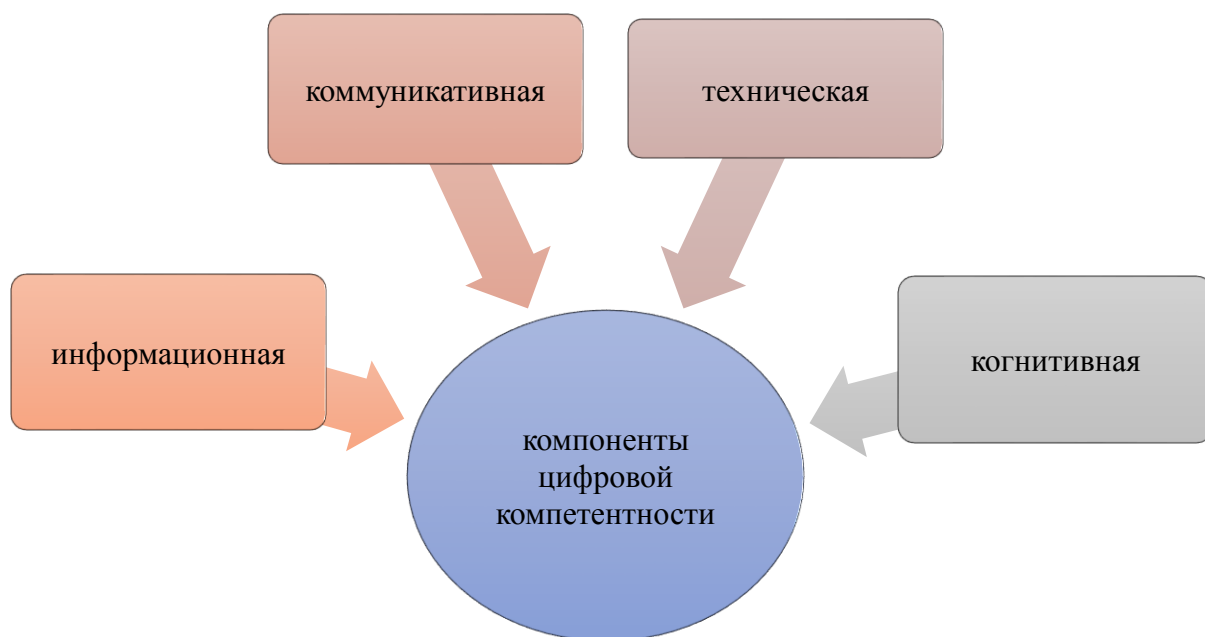 коммуникативная
техническая
информационная
когнитивная
компоненты
цифровой
компетентности